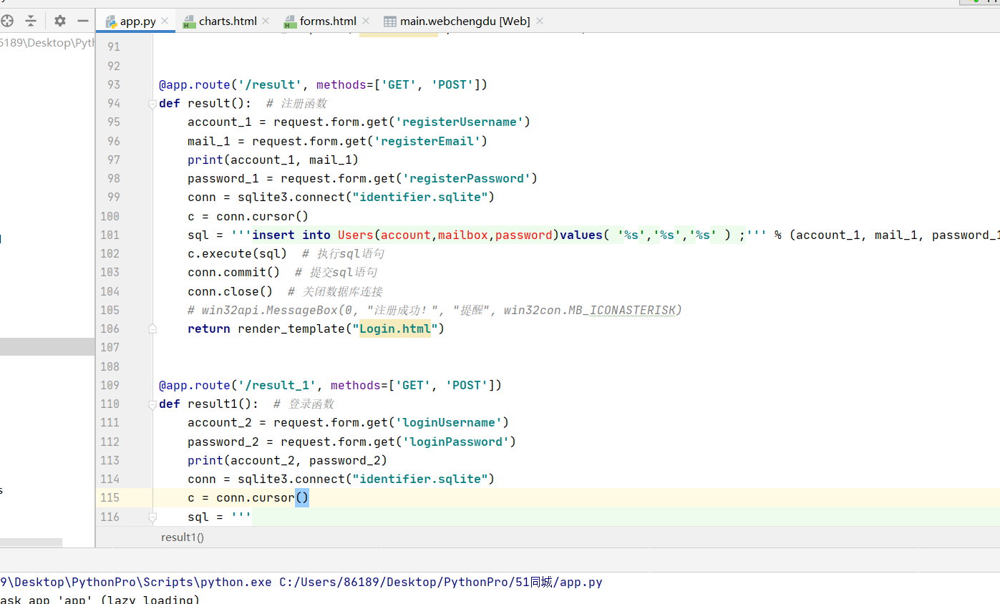 app.py charts.html forms.html main.webchengdu [Web]
5189\Desktop\Pyth
91
92
93 @app.route('/result', methods=['GET', 'POST'])
94 def result():  # 注册函数
95 account_1 = request.form.get('registerUsername')
96 mail_1 = request.form.get('registerEmail')
97 print(account_1, mail_1)
98 password_1 = request.form.get('registerPassword')
99 conn = sqlite3.connect("identifier.sqlite")
100 c = conn.cursor()
101 sql = '''insert into Users(account,mailbox,password)values( '%s','%s','%s' ) ;''' % (account_1, mail_1, password_1
102 c.execute(sql)  # 执行sql语句
103 conn.commit()  # 提交sql语句
104 conn.close()  # 关闭数据库连接
105 # win32api.MessageBox(0, "注册成功！", "提醒", win32con.MB_ICONASTERISK)
106 return render_template("Login.html")
107
108
109 @app.route('/result_1', methods=['GET', 'POST'])
110 def result1():  # 登录函数
111 account_2 = request.form.get('loginUsername')
112 password_2 = request.form.get('loginPassword')
113 print(account_2, password_2)
114 conn = sqlite3.connect("identifier.sqlite")
115 c = conn.cursor()
116 sql = '''
result1()
9\Desktop\PythonPro\Scripts\python.exe C:/Users/86189/Desktop/PythonPro/51同城/app.py
ask app 'app' (lazy loading)